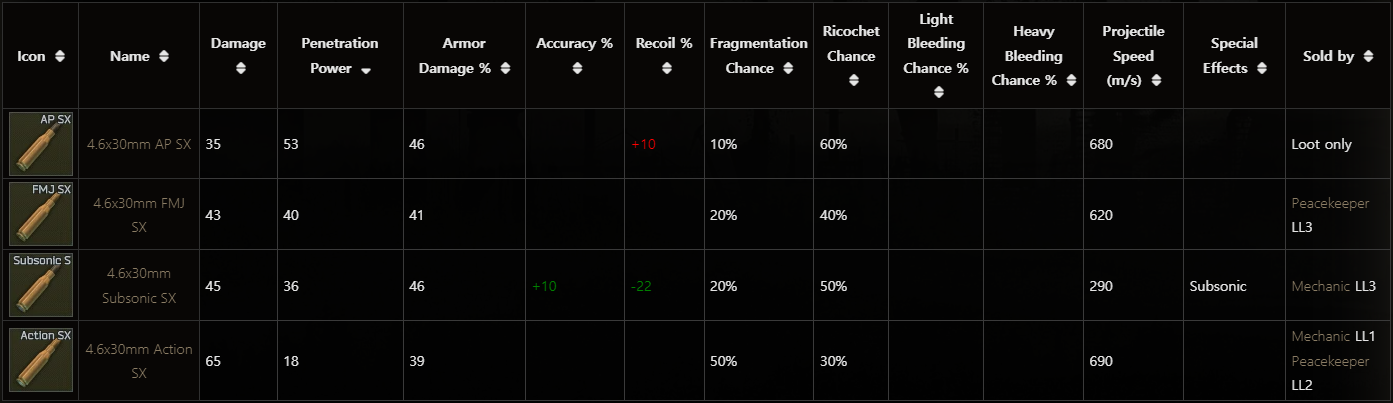 Icon Name Damage Penetration Power Armor Damage % Accuracy % Recoil % Fragmentation Chance Ricochet Chance Light Bleeding Chance % Heavy Bleeding Chance % Projectile Speed (m/s) Special Effects Sold by
AP SX 4.6x30mm AP SX 35 53 46 +10 10% 60% 680 Loot only
FMJ SX 4.6x30mm FMJ SX 43 40 41 20% 40% 620 Peacekeeper LL3
Subsonic S 4.6x30mm Subsonic SX 45 36 46 +10 -22 20% 50% 290 Subsonic Mechanic LL3
Action SX 4.6x30mm Action SX 65 18 39 50% 30% 690 Mechanic LL1 Peacekeeper LL2